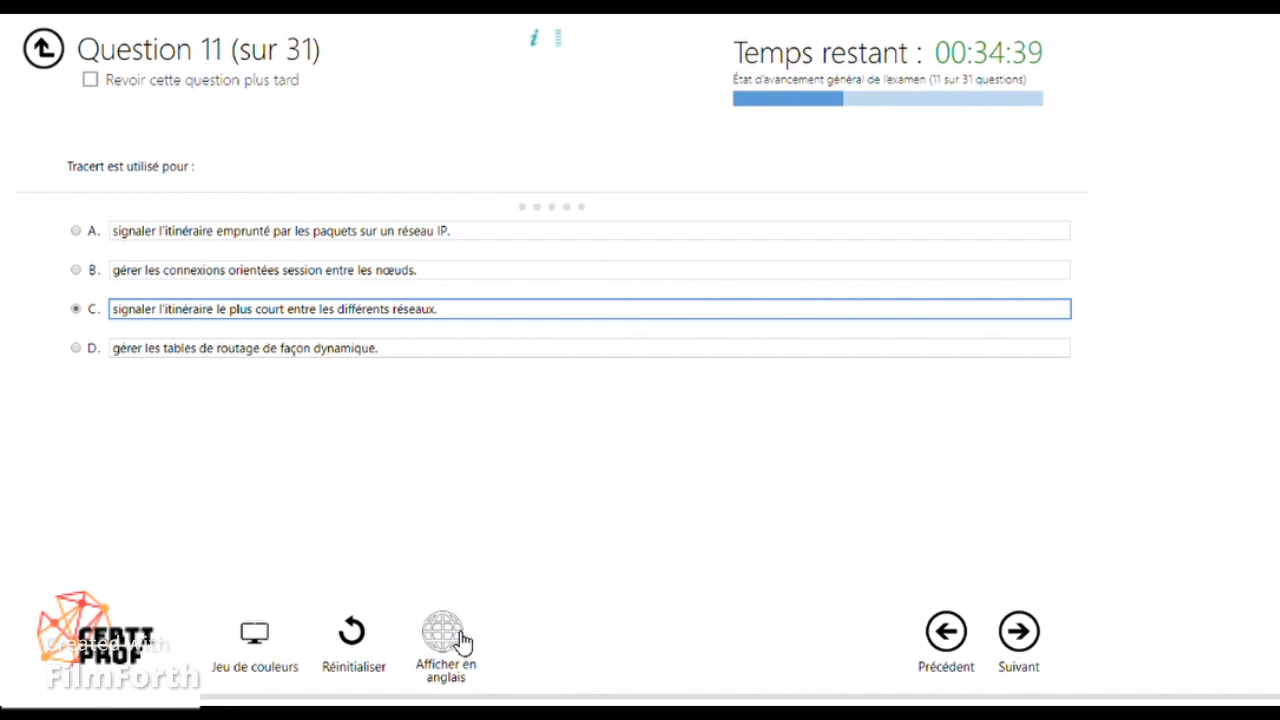 Question 11 (sur 31)
Revoir cette question plus tard
i
Temps restant : 00:34:39
État d'avancement général de l'examen (11 sur 31 questions)
Tracert est utilisé pour :
A. signaler l'itinéraire emprunté par les paquets sur un réseau IP.
B. gérer les connexions orientées session entre les nœuds.
C. signaler l'itinéraire le plus court entre les différents réseaux.
D. gérer les tables de routage de façon dynamique.
Created with
FilmForth
PROF
Jeu de couleurs
Réinitialiser
Afficher en
anglais
Précédent
Suivant